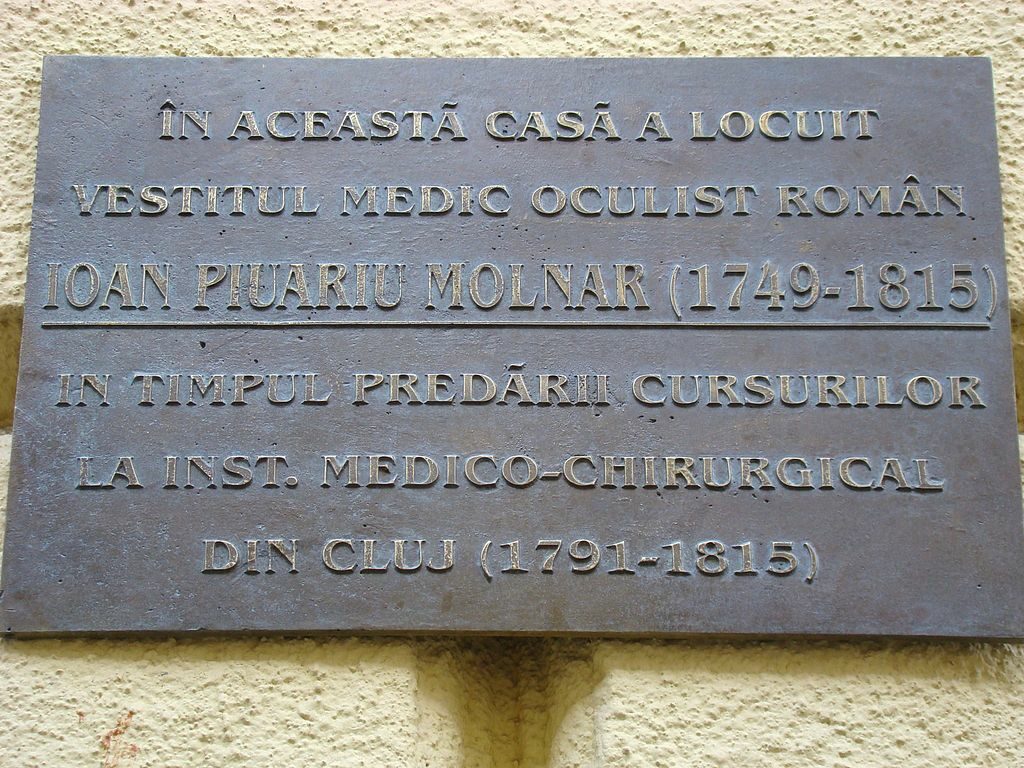 ÎN ACEASTĂ CASĂ A LOCUIT
VESTITUL MEDIC OCULIST ROMÂN
IOAN PIUARIU MOLNAR (1749-1815)
IN TIMPUL PREDĂRII CURSURILOR
LA INST. MEDICO-CHIRURGICAL
DIN CLUJ (1791-1815)